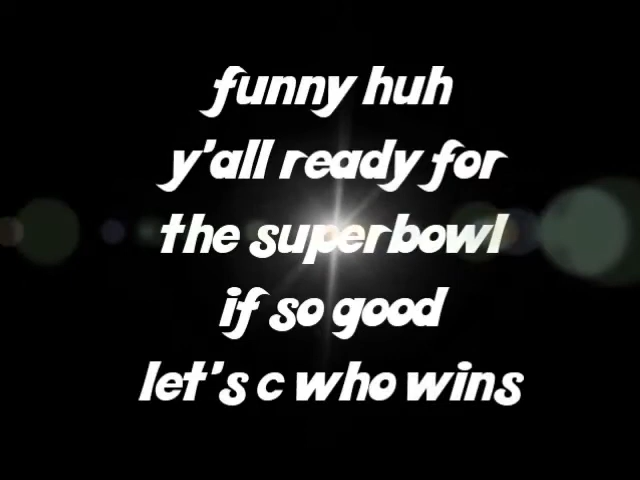 funny huh
y'all ready for
the superbowl
if so good
let's c who wins